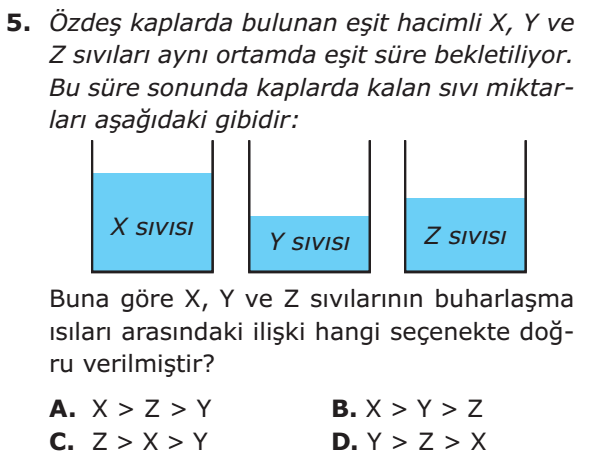 5. Özdeş kaplarda bulunan eşit hacimli X, Y ve
Z sıvıları aynı ortamda eşit süre bekletiliyor.
Bu süre sonunda kaplarda kalan sıvı miktar-
ları aşağıdaki gibidir:
X sıvısı
Y sıvısı
Z sıvısı
Buna göre X, Y ve Z sıvılarının buharlaşma
ısıları arasındaki ilişki hangi seçenekte doğ-
ru verilmiştir?
A. X > Z > Y
B. X > Y > Z
C. Z > X > Y
D. Y > Z > X